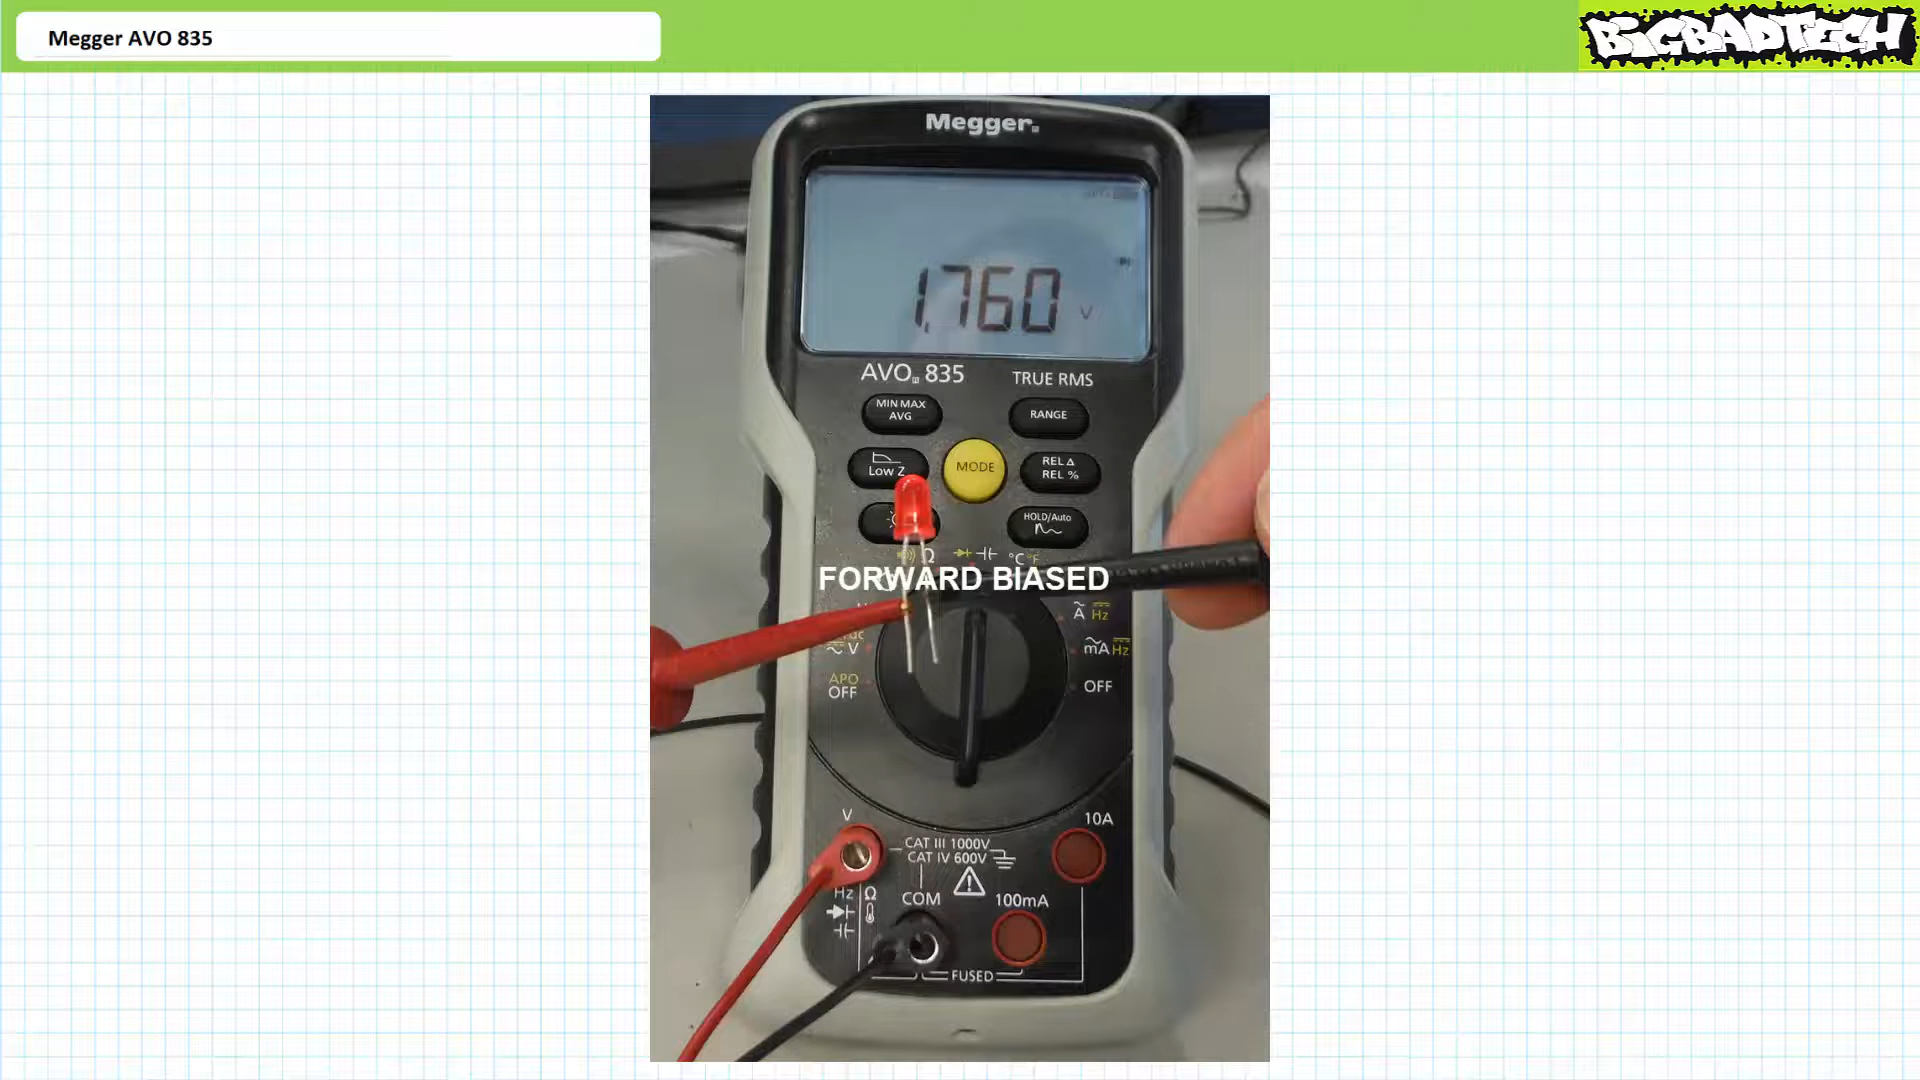 Megger AVO 835
BIGBADTECH
Megger.
1.760 V
AVO 835 TRUE RMS
MIN MAX
AVG
RANGE
Low Z
MODE
REL Δ
REL %
HOLD/Auto
Ω
°C °F
FORWARD BIASED
A Hz
V
mA Hz
APO
OFF
OFF
V
10A
CAT III 1000V
CAT IV 600V
Hz Ω
COM
100mA
FUSED